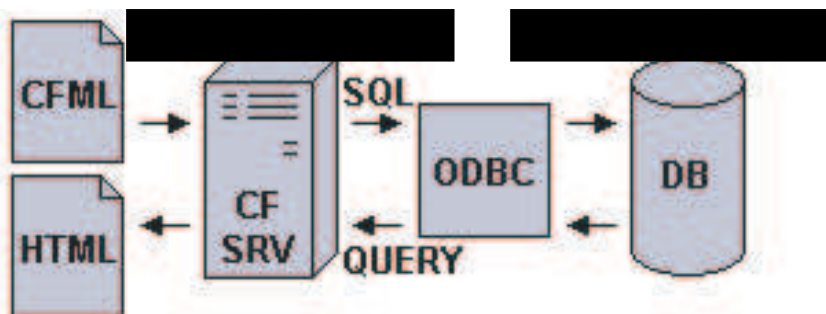 CFML
SQL
ODBC
DB
CF
SRV
HTML
QUERY